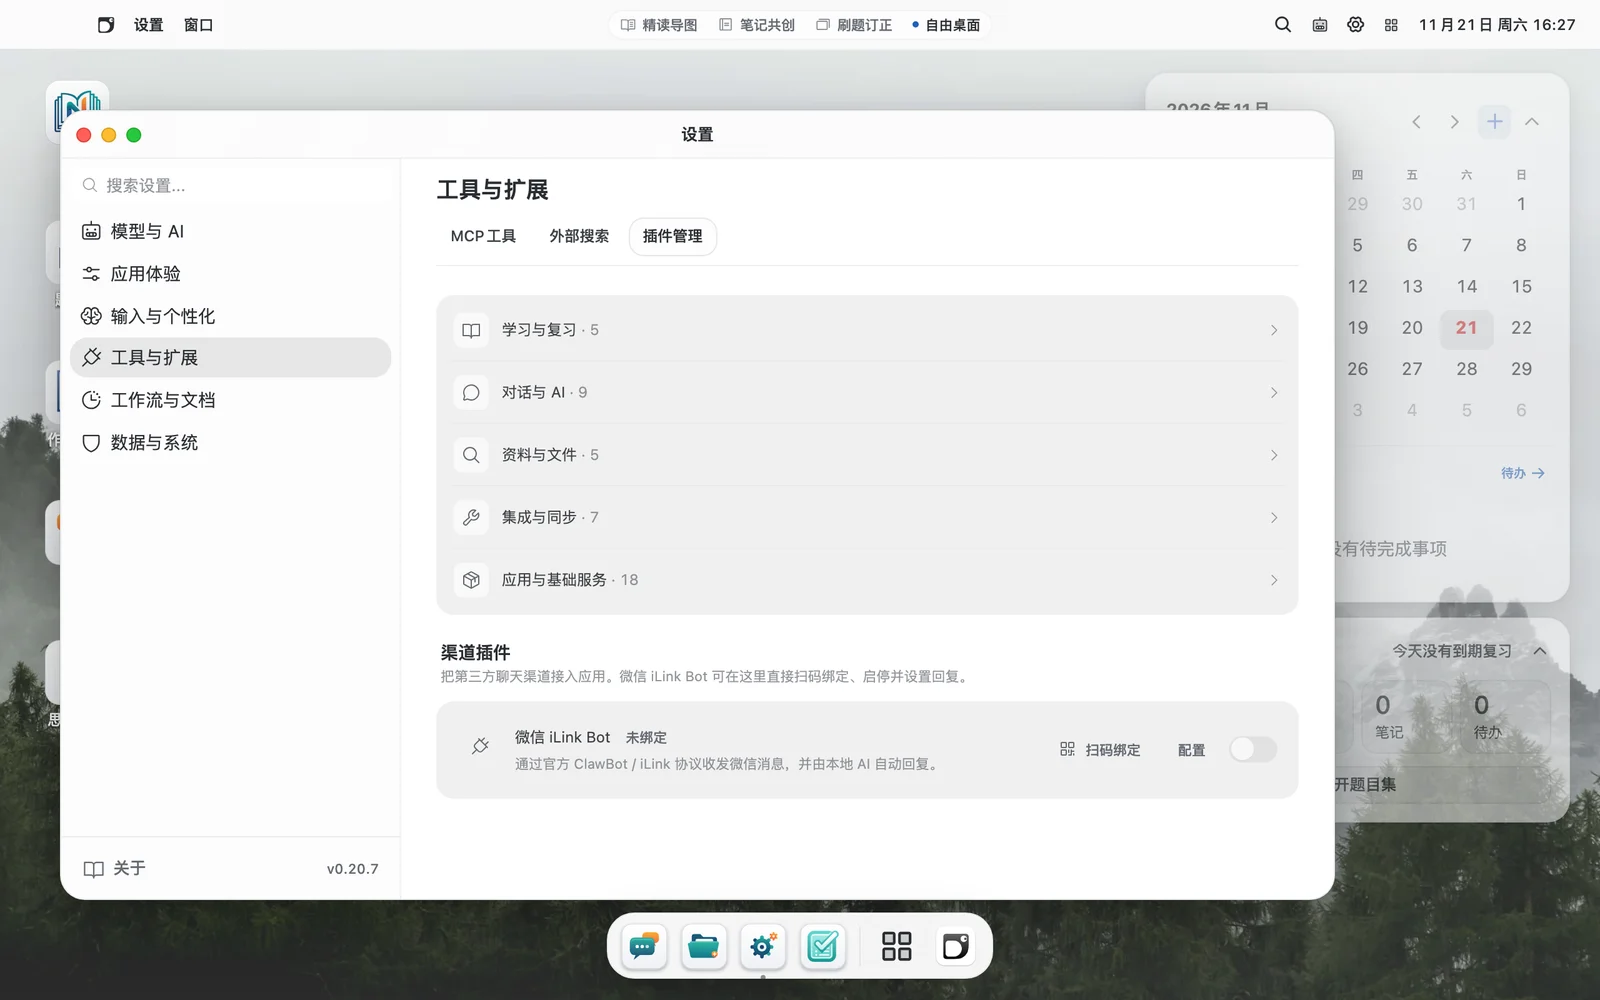 设置 窗口
精读导图 笔记共创 刷题订正 自由桌面
11月21日 周六 16:27
2026年11月
设置
搜索设置...
模型与 AI
应用体验
输入与个性化
工具与扩展
工作流与文档
数据与系统
关于 v0.20.7
工具与扩展
MCP 工具 外部搜索 插件管理
学习与复习 · 5
对话与 AI · 9
资料与文件 · 5
集成与同步 · 7
应用与基础服务 · 18
渠道插件
把第三方聊天渠道接入应用。微信 iLink Bot 可在这里直接扫码绑定、启停并设置回复。
微信 iLink Bot 未绑定
通过官方 ClawBot / iLink 协议收发微信消息，并由本地 AI 自动回复。
扫码绑定 配置
四 五 六 日
29 30 31 1
5 6 7 8
12 13 14 15
19 20 21 22
26 27 28 29
3 4 5 6
待办
没有待完成事项
今天没有到期复习
0 0
笔记 待办
开题目集
作
思